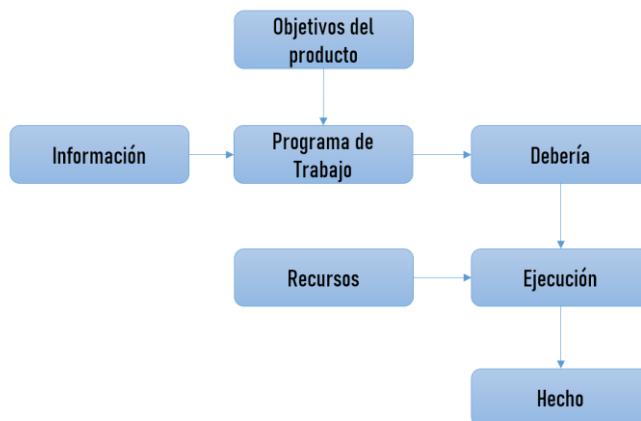 Objetivos del
producto
Información
Programa de
Trabajo
Debería
Recursos
Ejecución
Hecho